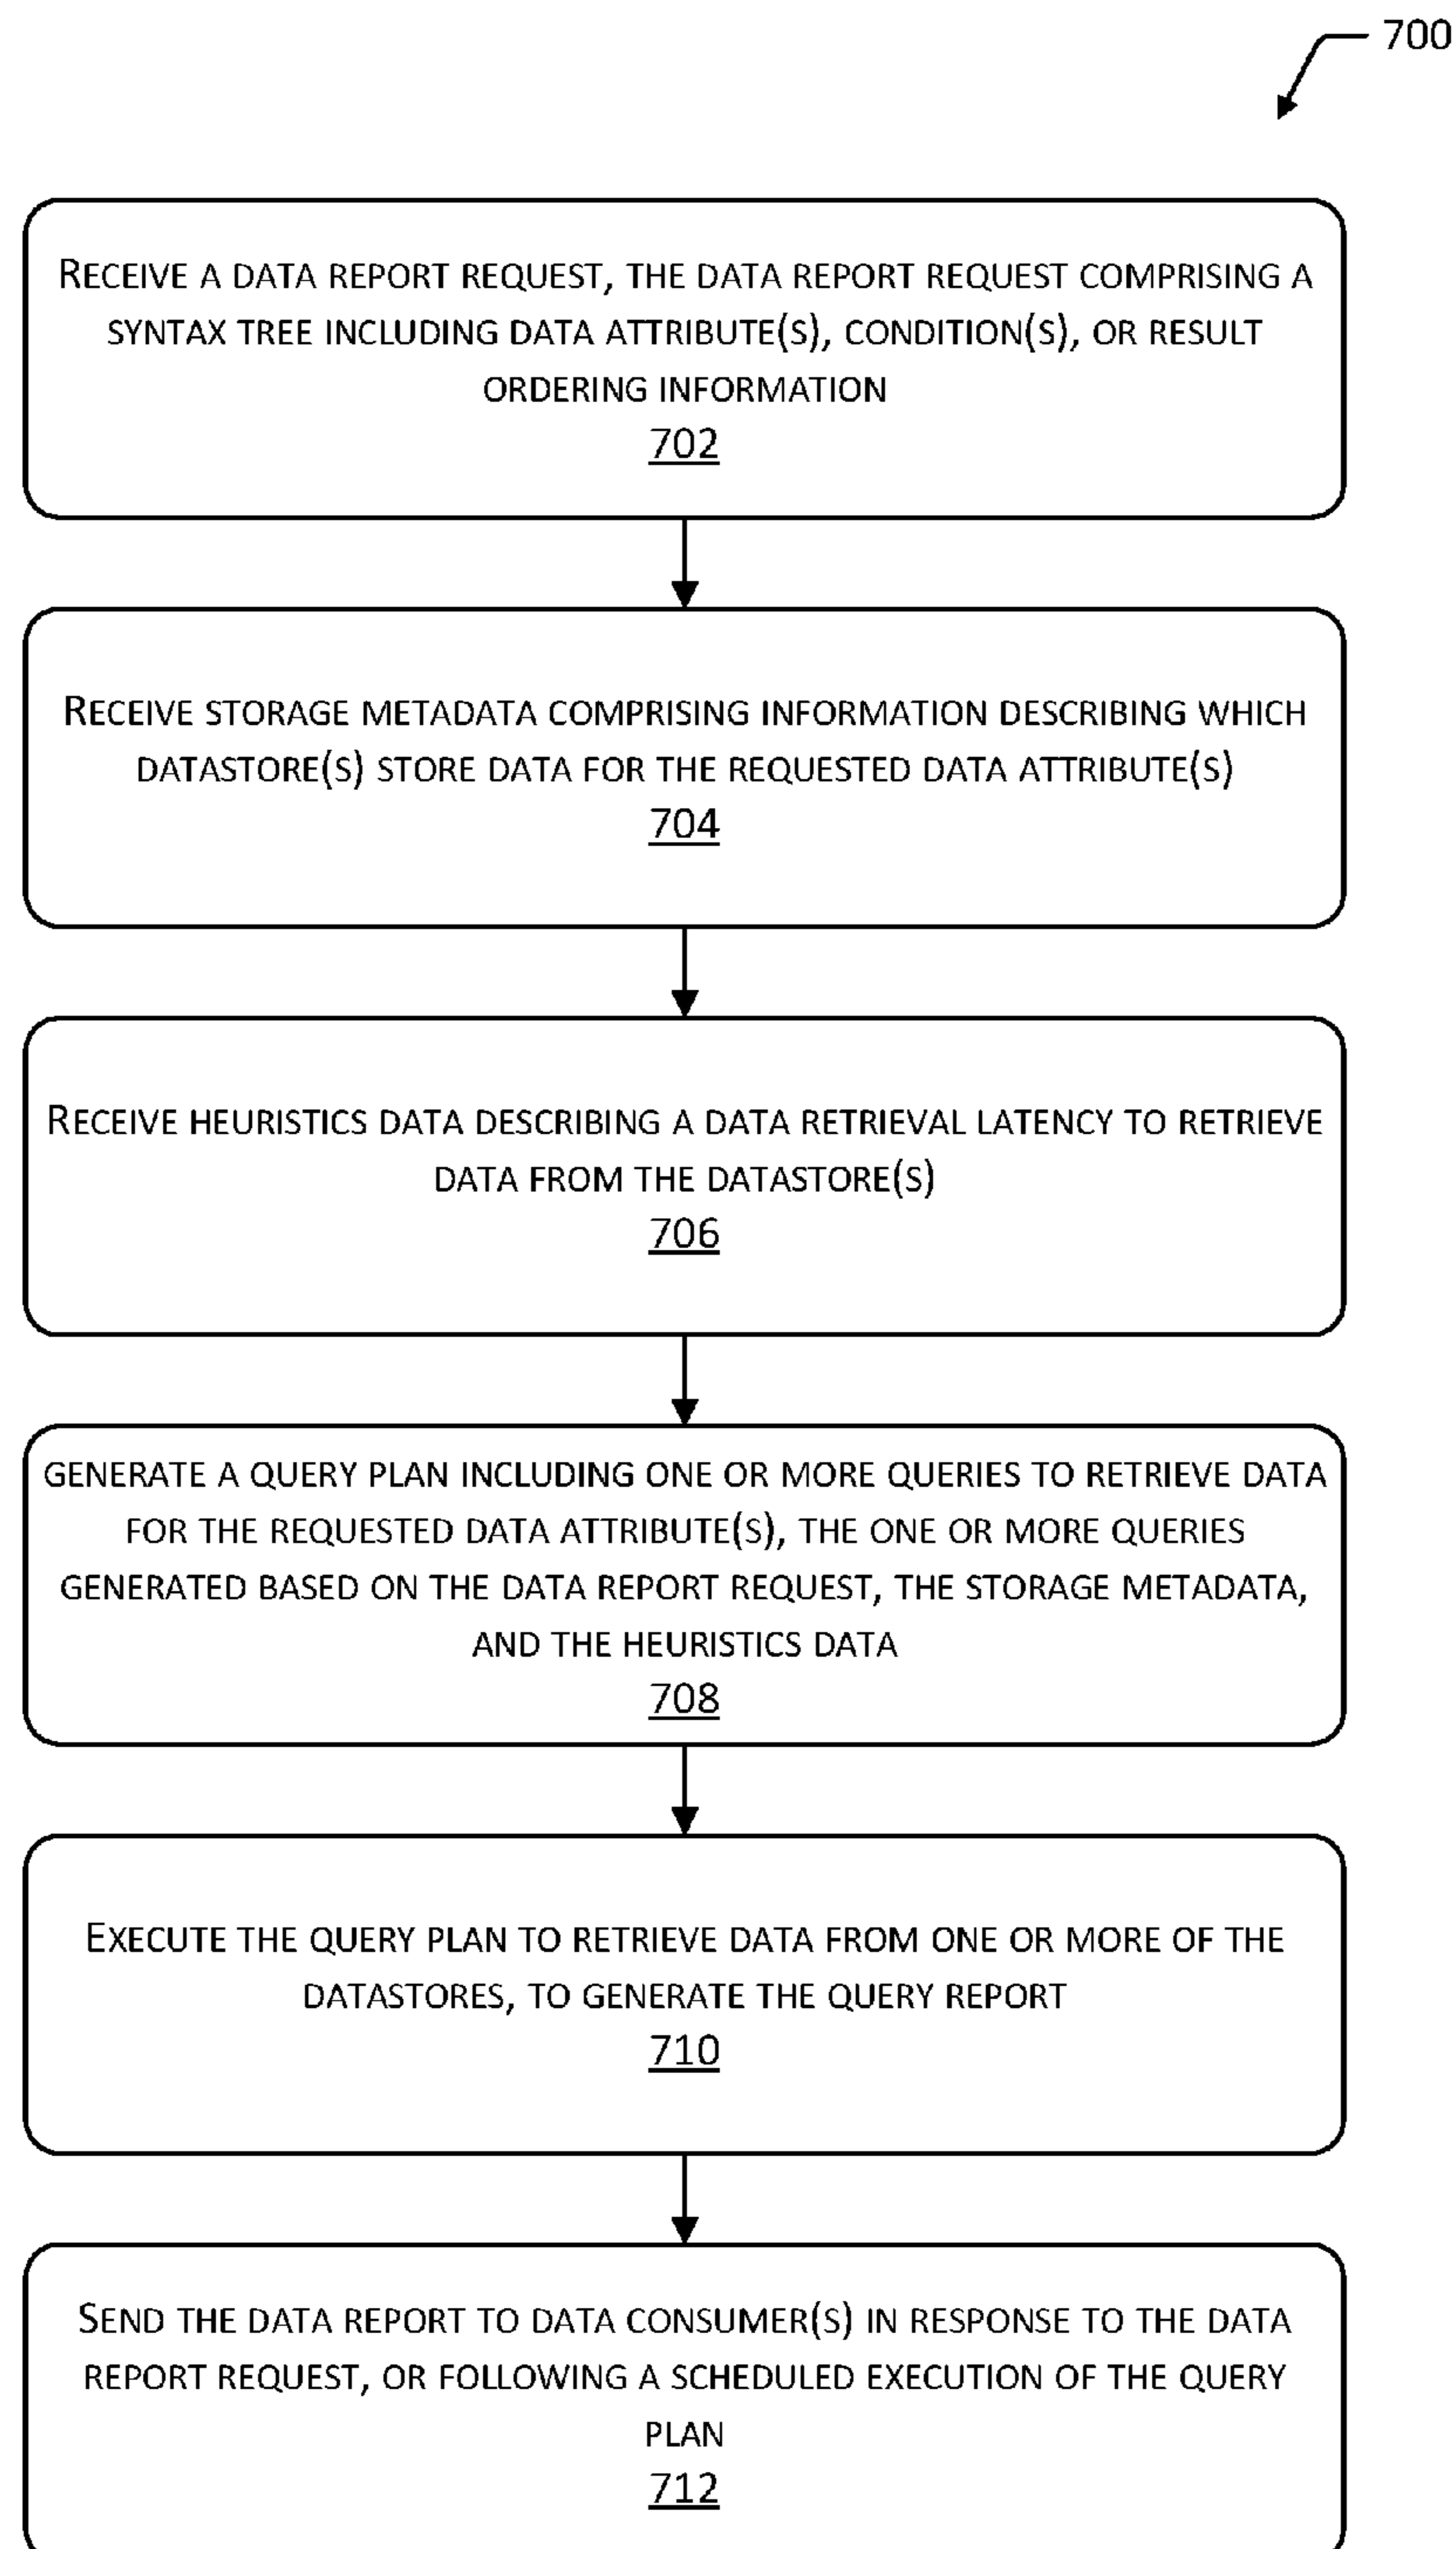 700
RECEIVE A DATA REPORT REQUEST, THE DATA REPORT REQUEST COMPRISING A
SYNTAX TREE INCLUDING DATA ATTRIBUTE(S), CONDITION(S), OR RESULT
ORDERING INFORMATION
702
RECEIVE STORAGE METADATA COMPRISING INFORMATION DESCRIBING WHICH
DATASTORE(S) STORE DATA FOR THE REQUESTED DATA ATTRIBUTE(S)
704
RECEIVE HEURISTICS DATA DESCRIBING A DATA RETRIEVAL LATENCY TO RETRIEVE
DATA FROM THE DATASTORE(S)
706
GENERATE A QUERY PLAN INCLUDING ONE OR MORE QUERIES TO RETRIEVE DATA
FOR THE REQUESTED DATA ATTRIBUTE(S), THE ONE OR MORE QUERIES
GENERATED BASED ON THE DATA REPORT REQUEST, THE STORAGE METADATA,
AND THE HEURISTICS DATA
708
EXECUTE THE QUERY PLAN TO RETRIEVE DATA FROM ONE OR MORE OF THE
DATASTORES, TO GENERATE THE QUERY REPORT
710
SEND THE DATA REPORT TO DATA CONSUMER(S) IN RESPONSE TO THE DATA
REPORT REQUEST, OR FOLLOWING A SCHEDULED EXECUTION OF THE QUERY
PLAN
712